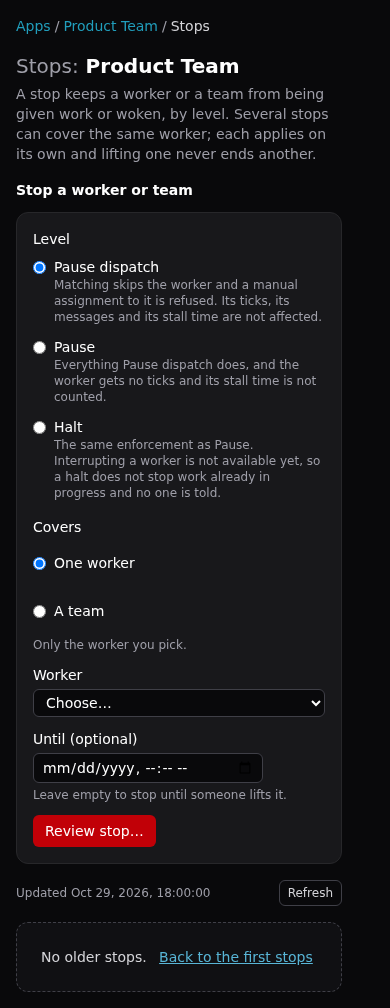 Apps / Product Team / Stops
Stops: Product Team
A stop keeps a worker or a team from being
given work or woken, by level. Several stops
can cover the same worker; each applies on
its own and lifting one never ends another.
Stop a worker or team
Level
Pause dispatch
Matching skips the worker and a manual
assignment to it is refused. Its ticks, its
messages and its stall time are not affected.
Pause
Everything Pause dispatch does, and the
worker gets no ticks and its stall time is not
counted.
Halt
The same enforcement as Pause.
Interrupting a worker is not available yet, so
a halt does not stop work already in
progress and no one is told.
Covers
One worker
A team
Only the worker you pick.
Worker
Choose...
Until (optional)
mm/dd/yyyy, --:-- --
Leave empty to stop until someone lifts it.
Review stop...
Updated Oct 29, 2026, 18:00:00
Refresh
No older stops. Back to the first stops